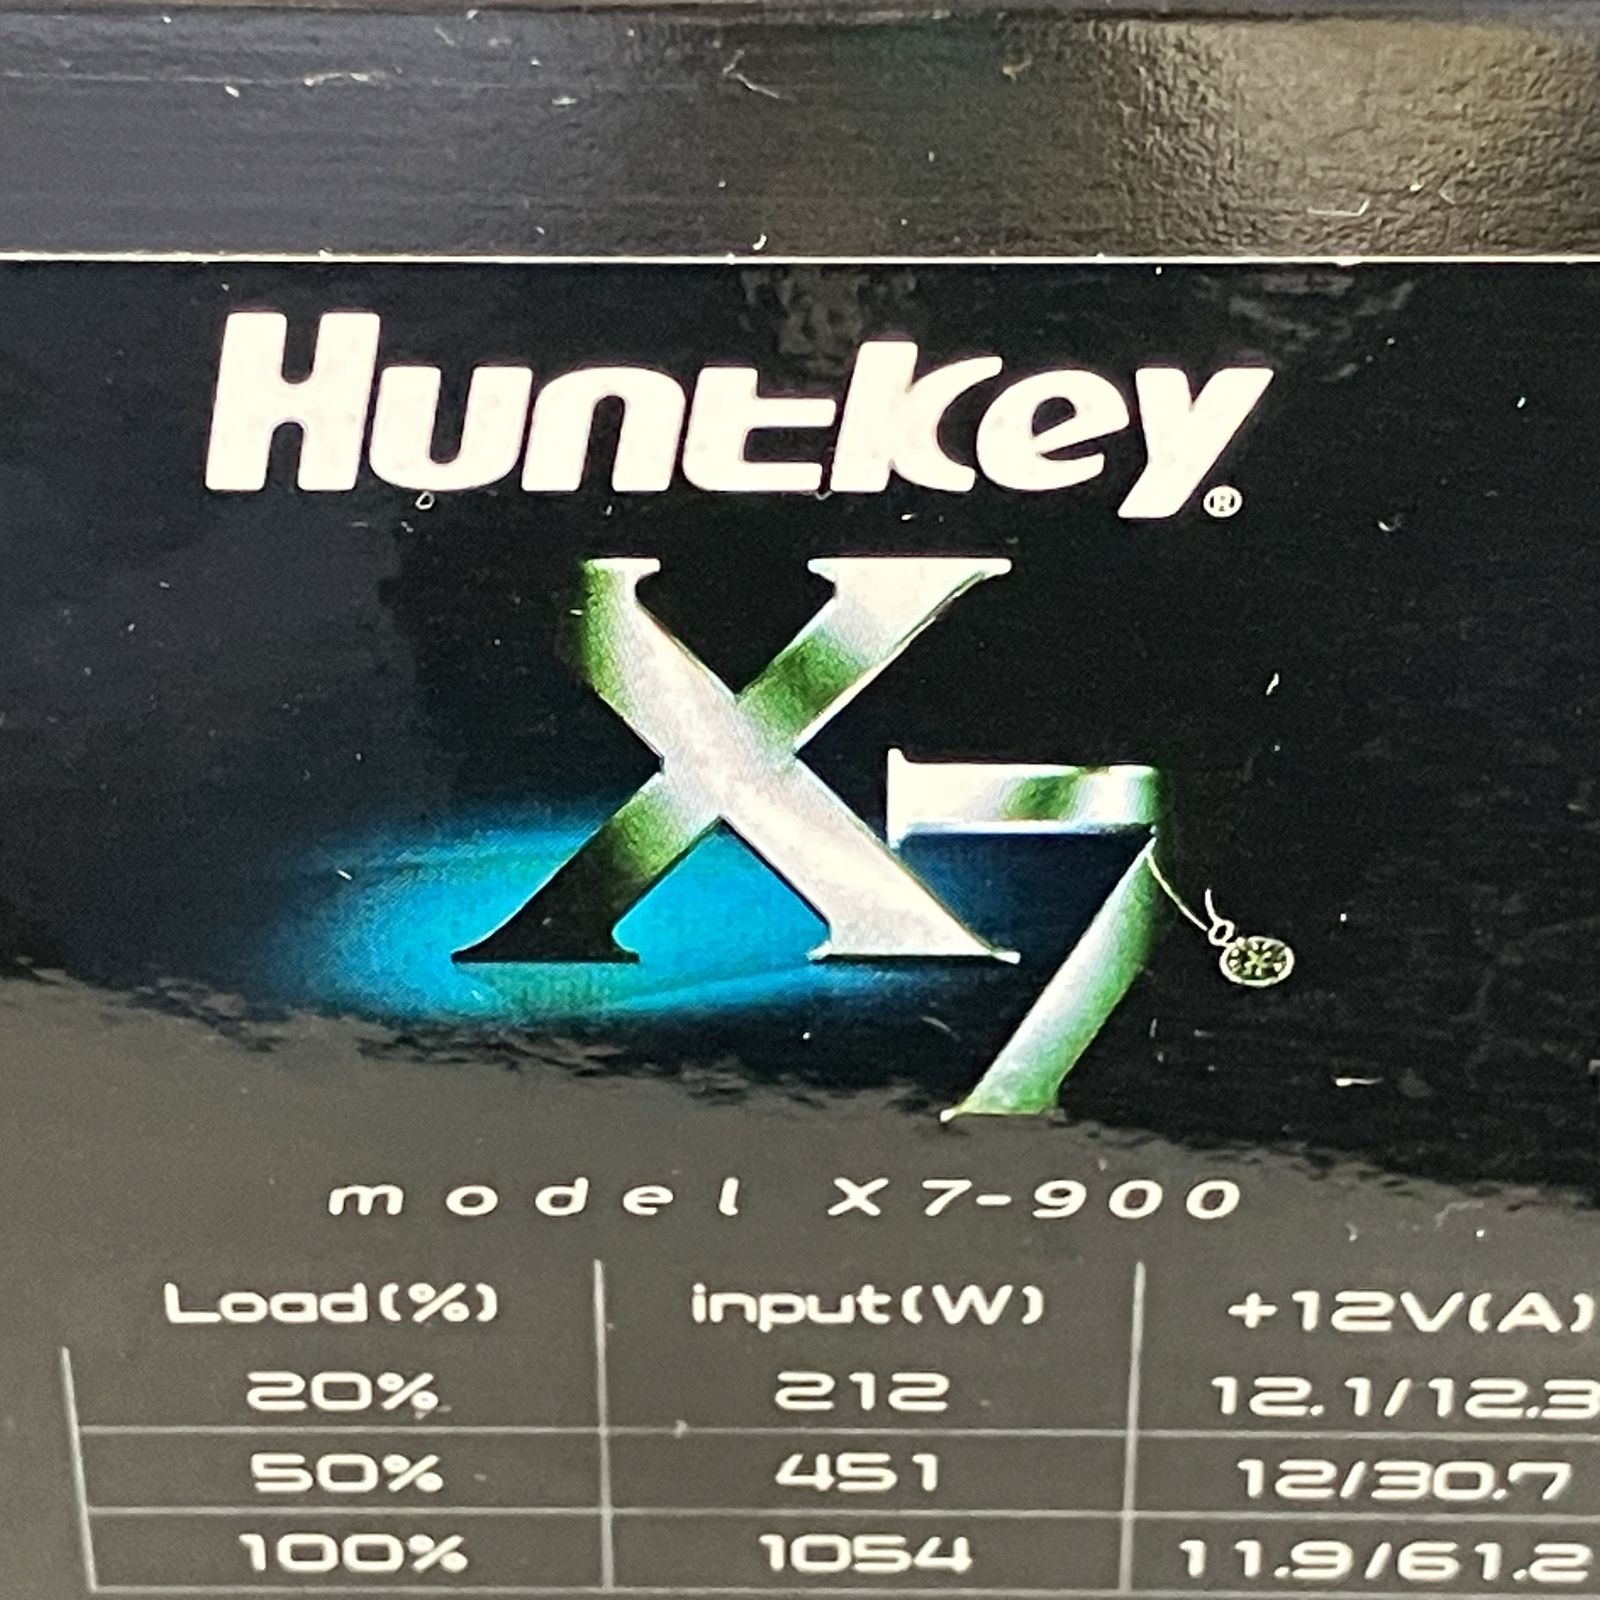 Huntkey®
X7
model X7-900
Load(%) input(W) +12V(A)
20% 212 12.1/12.3
50% 451 12/30.7
100% 1054 11.9/61.2